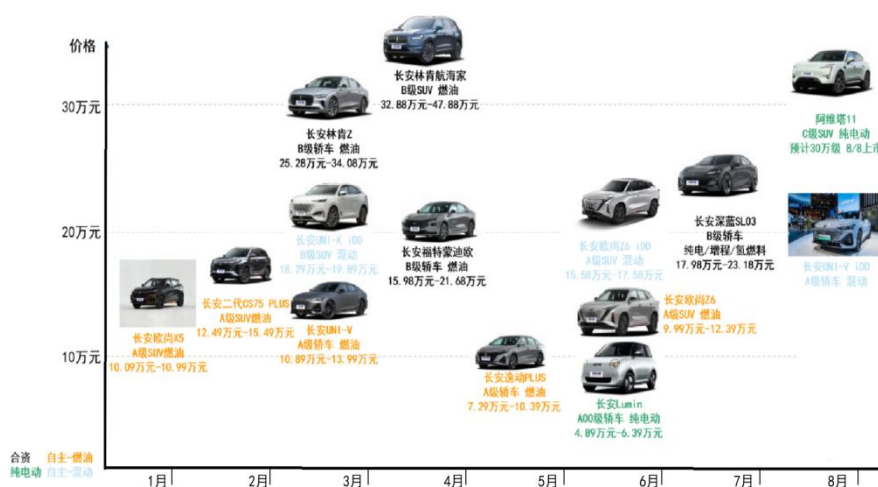 价格
30万元
20万元
10万元
长安林肯航海家
B级SUV 燃油
32.88万元-47.88万元
长安林肯Z
B级轿车 燃油
25.28万元-34.08万元
阿维塔11
C级SUV 纯电动
预计30万级 8/8上市
长安UNI-K iDD
B级SUV 混动
18.29万元-19.89万元
长安福特蒙迪欧
B级轿车 燃油
15.98万元-21.68万元
长安欧尚Z6 iDD
A级SUV 混动
15.58万元-17.58万元
长安深蓝SL03
B级轿车
纯电/增程/氢燃料
17.98万元-23.18万元
长安UNI-V iDD
A级轿车 混动
长安欧尚X5
A级SUV燃油
10.09万元-10.99万元
长安二代CS75 PLUS
A级SUV燃油
12.49万元-15.49万元
长安UNI-V
A级轿车 燃油
10.89万元-13.99万元
长安逸动PLUS
A级轿车 燃油
7.29万元-10.39万元
长安欧尚Z6
A级SUV 燃油
9.99万元-12.39万元
长安Lumin
A00级轿车 纯电动
4.89万元-6.39万元
合资 自主-燃油
纯电动 自主-混动
1月 2月 3月 4月 5月 6月 7月 8月